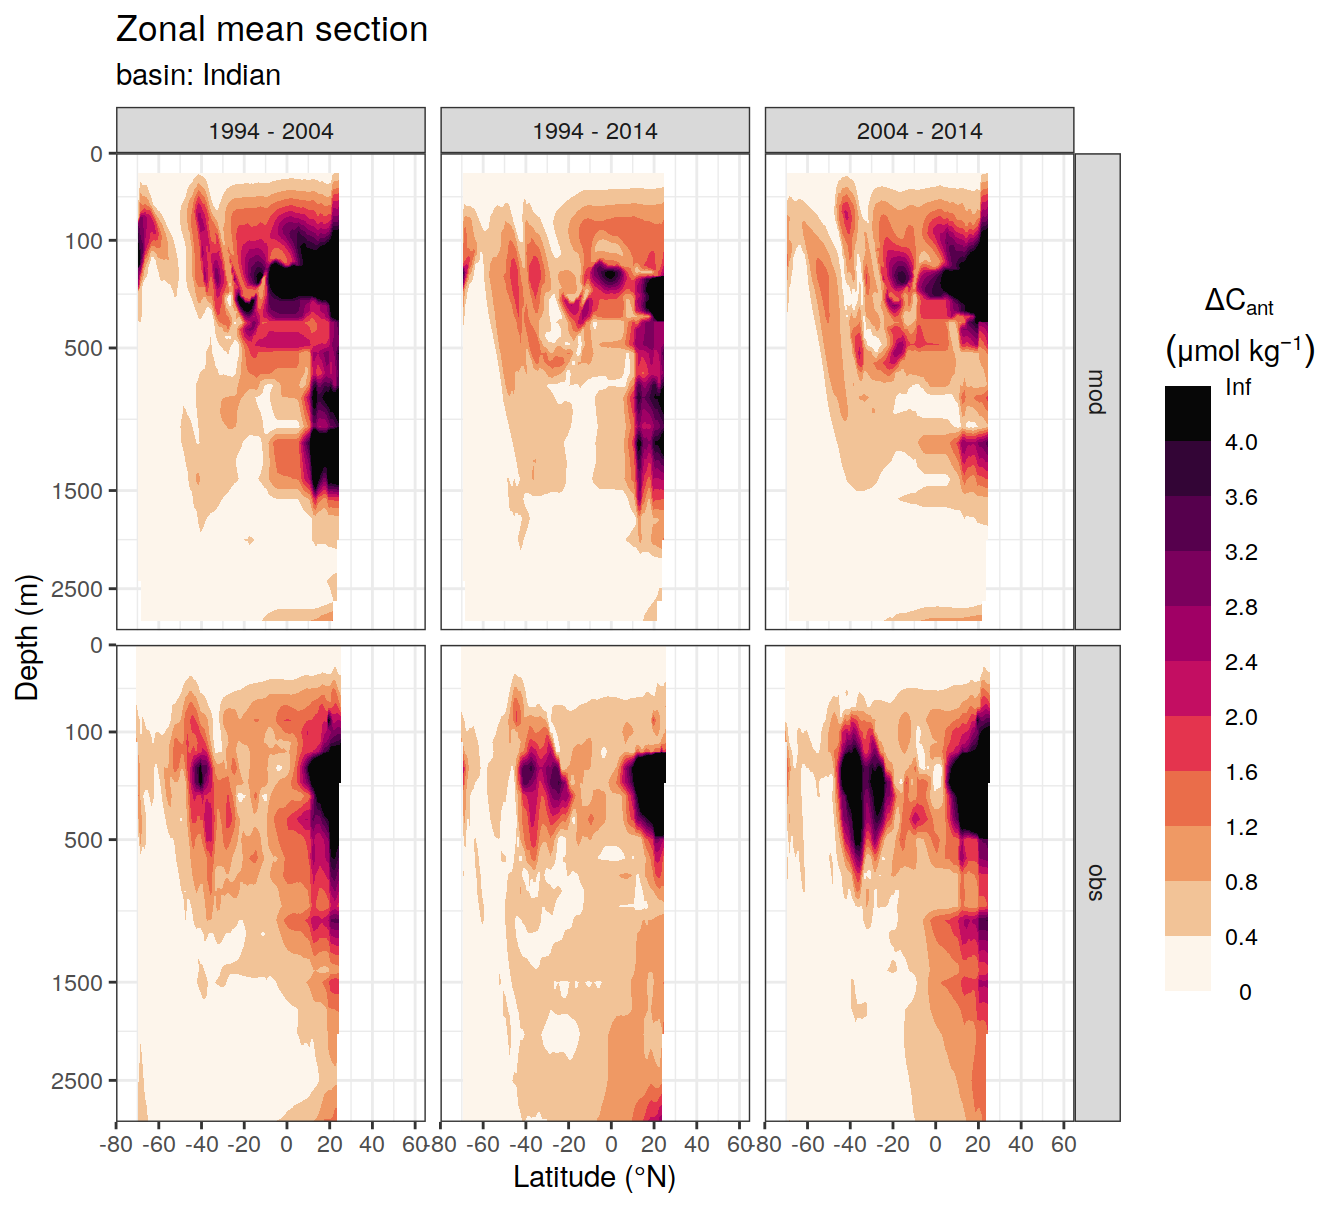 Zonal mean section
basin: Indian
1994 - 2004
1994 - 2014
2004 - 2014
0
100
500
1500
2500
mod
0
100
500
1500
2500
obs
Depth (m)
-80 -60 -40 -20 0 20 40 60
-80 -60 -40 -20 0 20 40 60
-80 -60 -40 -20 0 20 40 60
Latitude (°N)
ΔCant
(μmol kg−1)
Inf
4.0
3.6
3.2
2.8
2.4
2.0
1.6
1.2
0.8
0.4
0